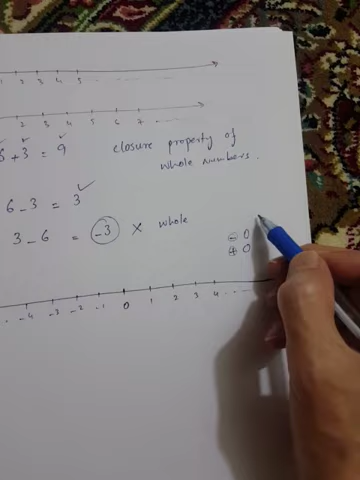 1 2 3 4 5 ......
2 3 4 5 6 7 ......
6 + 3 = 9 closure property of
whole numbers.
6 - 3 = 3 ✓
3 - 6 = -3 × whole
- 0
+ 0
-4 -3 -2 -1 0 1 2 3 4 ....